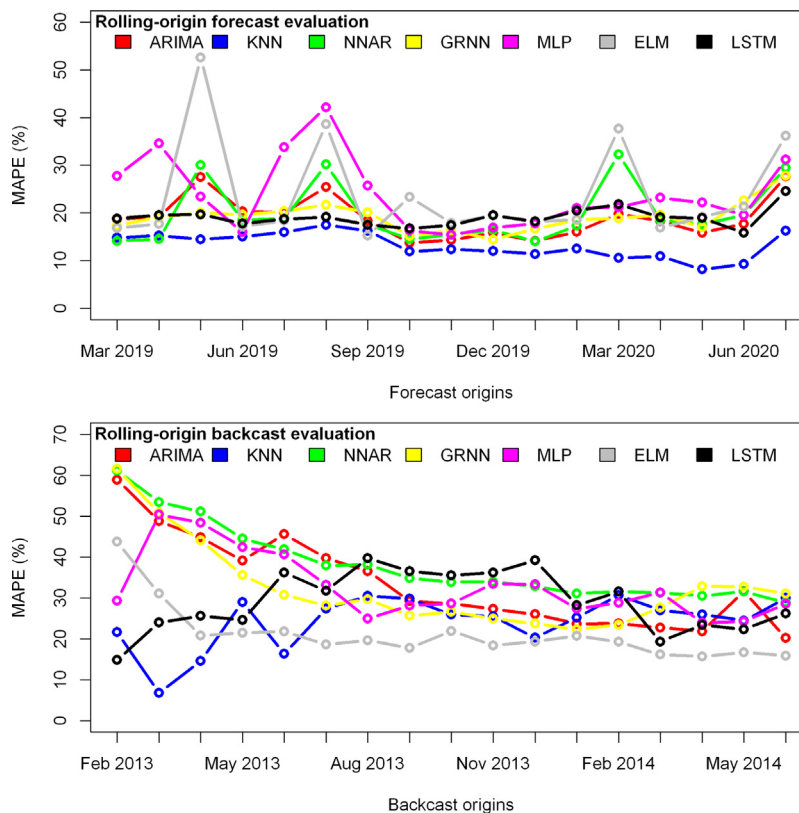 Rolling-origin forecast evaluation
ARIMA KNN NNAR GRNN MLP ELM LSTM
MAPE (%)
60
50
40
30
20
10
0
Mar 2019 Jun 2019 Sep 2019 Dec 2019 Mar 2020 Jun 2020
Forecast origins
Rolling-origin backcast evaluation
ARIMA KNN NNAR GRNN MLP ELM LSTM
MAPE (%)
70
60
50
40
30
20
10
0
Feb 2013 May 2013 Aug 2013 Nov 2013 Feb 2014 May 2014
Backcast origins